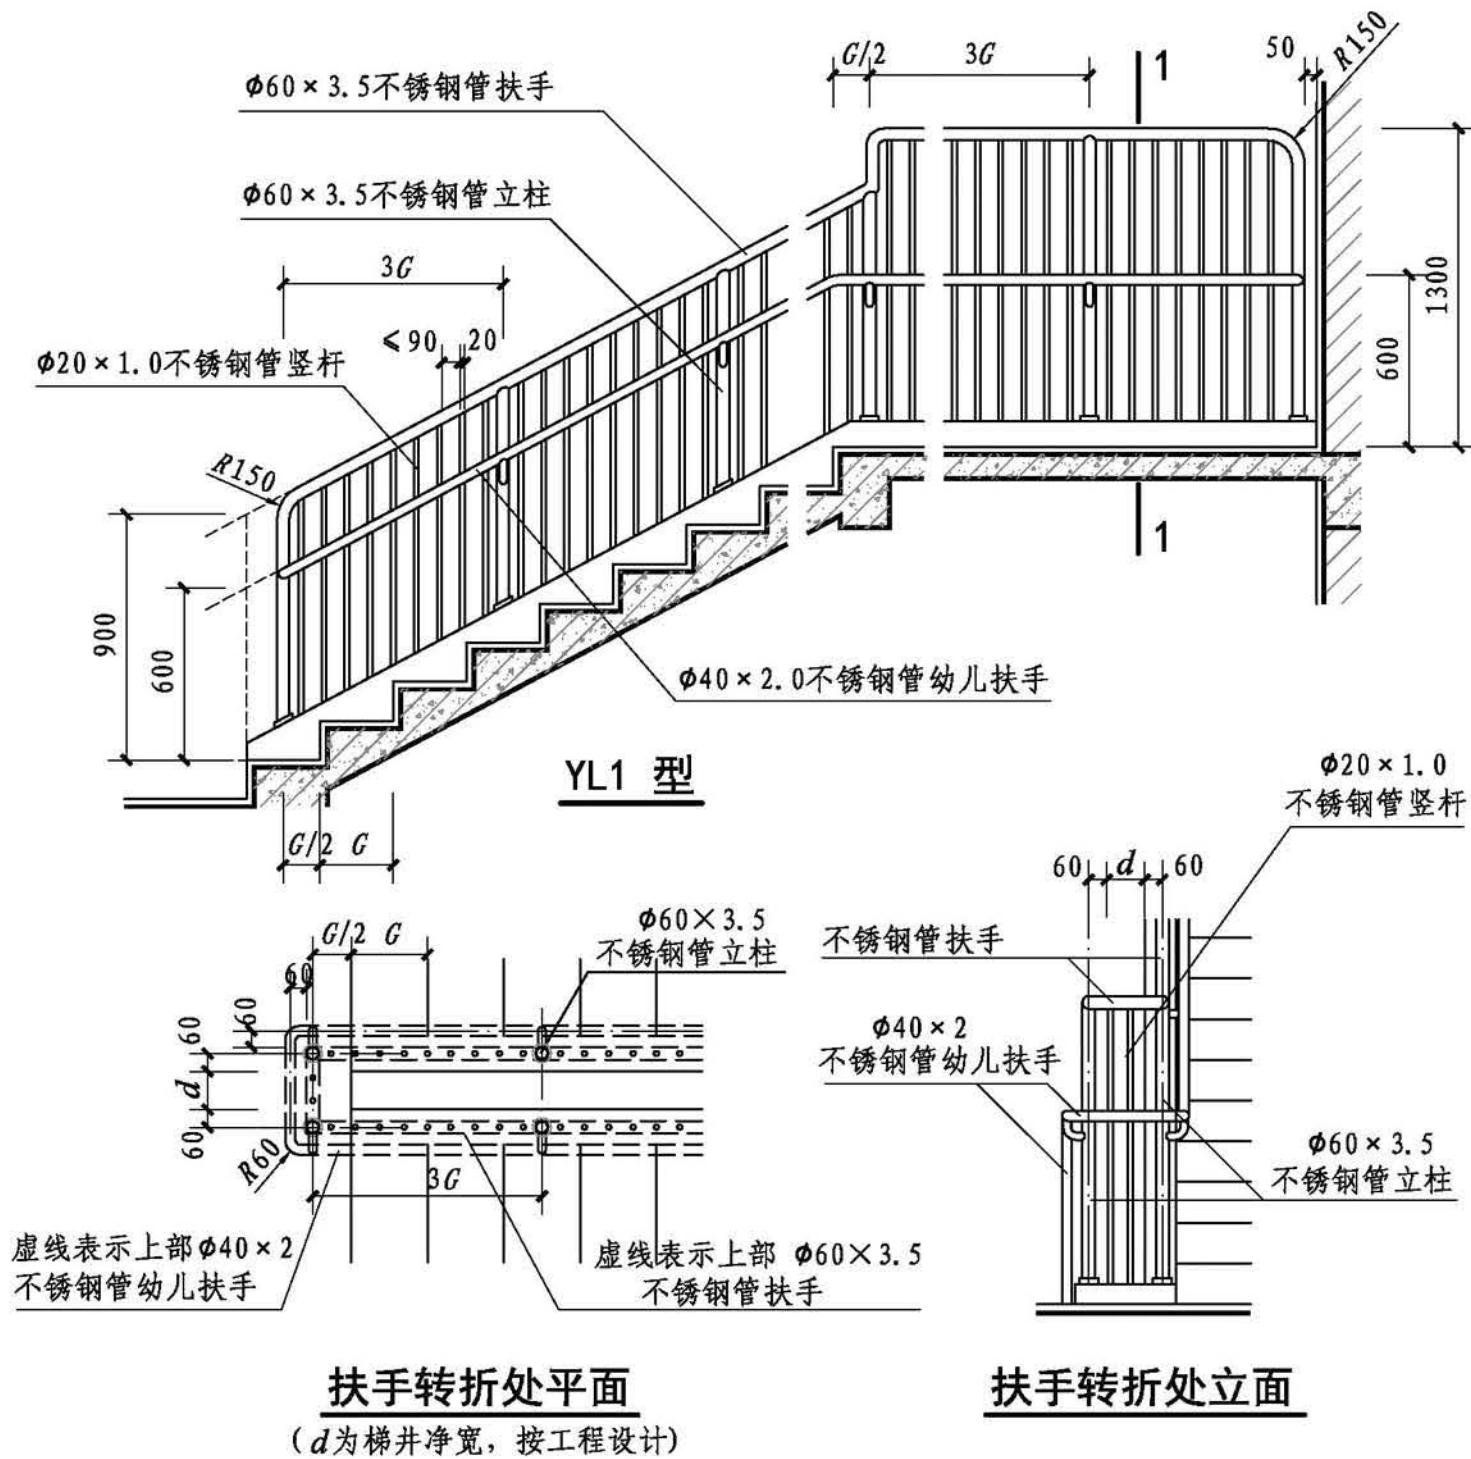 G/2
3G
1
50
R150
ϕ60×3.5不锈钢管扶手
ϕ60×3.5不锈钢管立柱
3G
≤90
20
ϕ20×1.0不锈钢管竖杆
R150
1300
600
1
900
600
ϕ40×2.0不锈钢管幼儿扶手
YL1 型
G/2
G
ϕ20×1.0
不锈钢管竖杆
60
d
60
ϕ60×3.5
不锈钢管立柱
G/2
G
60
60
60
d
60
R60
3G
虚线表示上部ϕ40×2
不锈钢管幼儿扶手
虚线表示上部 ϕ60×3.5
不锈钢管扶手
不锈钢管扶手
ϕ40×2
不锈钢管幼儿扶手
ϕ60×3.5
不锈钢管立柱
扶手转折处平面
(d为梯井净宽，按工程设计)
扶手转折处立面